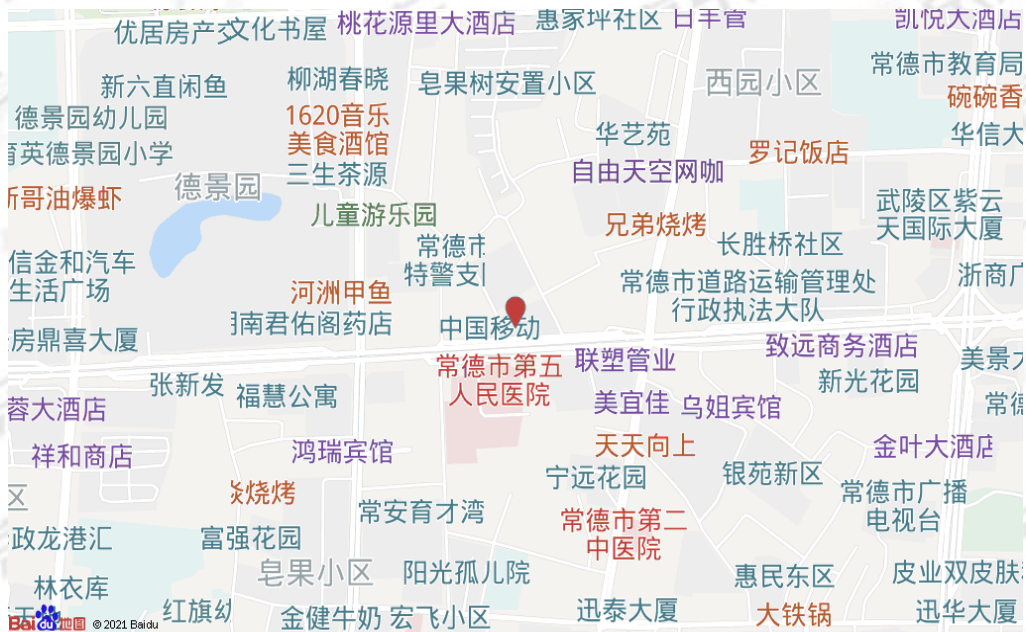 优居房产交
文化书屋
桃花源里大酒店
惠家坪社区
凯悦大酒店
新六直闲鱼
柳湖春晓
皂果树安置小区
西园小区
常德市教育局
碗碗香
德景园幼儿园
1620音乐
美食酒馆
华艺苑
华信大
育英德景园小学
三生茶源
自由天空网咖
罗记饭店
德景园
新哥油爆虾
儿童游乐园
兄弟烧烤
武陵区紫云
天国际大厦
常德市
特警支
长胜桥社区
信金和汽车
生活广场
河洲甲鱼
常德市道路运输管理处
行政执法大队
浙商广
南君佑阁药店
中国移动
房鼎喜大厦
常德市第五
人民医院
联塑管业
致远商务酒店
美景
张新发
福慧公寓
新光花园
蓉大酒店
美宜佳
乌姐宾馆
常德
祥和商店
鸿瑞宾馆
天天向上
金叶大酒店
宁远花园
银苑新区
区
烧烤
常安育才湾
常德市广播
电视台
常德市第二
中医院
政龙港汇
富强花园
皂果小区
阳光孤儿院
惠民东区
皮业双皮肤
林衣库
红旗幼
金健牛奶
宏飞小区
迅泰大厦
大铁锅
迅华大厦
Bai du 地图
© 2021 Baidu